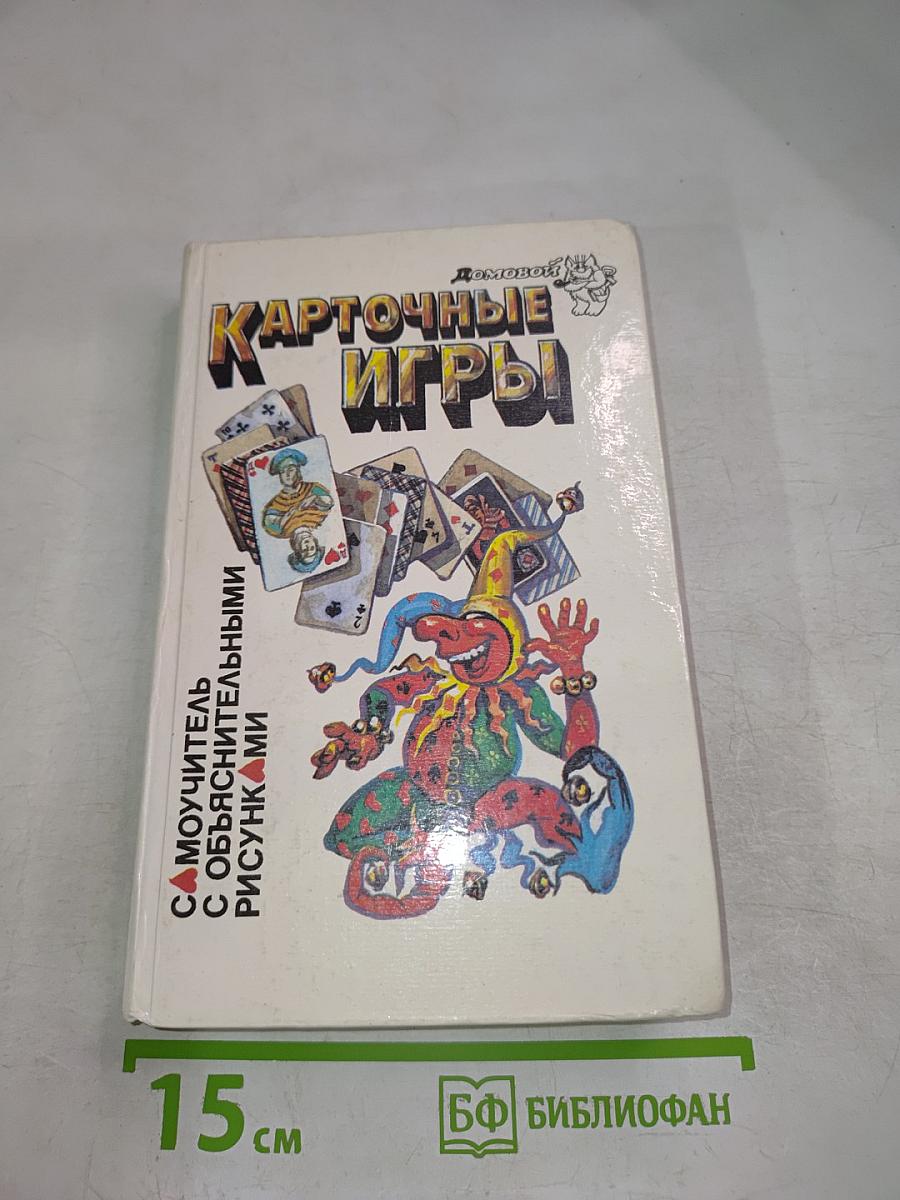 Домовой
КАРТОЧНЫЕ
ИГРЫ
САМОУЧИТЕЛЬ
С ОБЪЯСНИТЕЛЬНЫМИ
РИСУНКАМИ
15 см
БФ БИБЛИОФАН